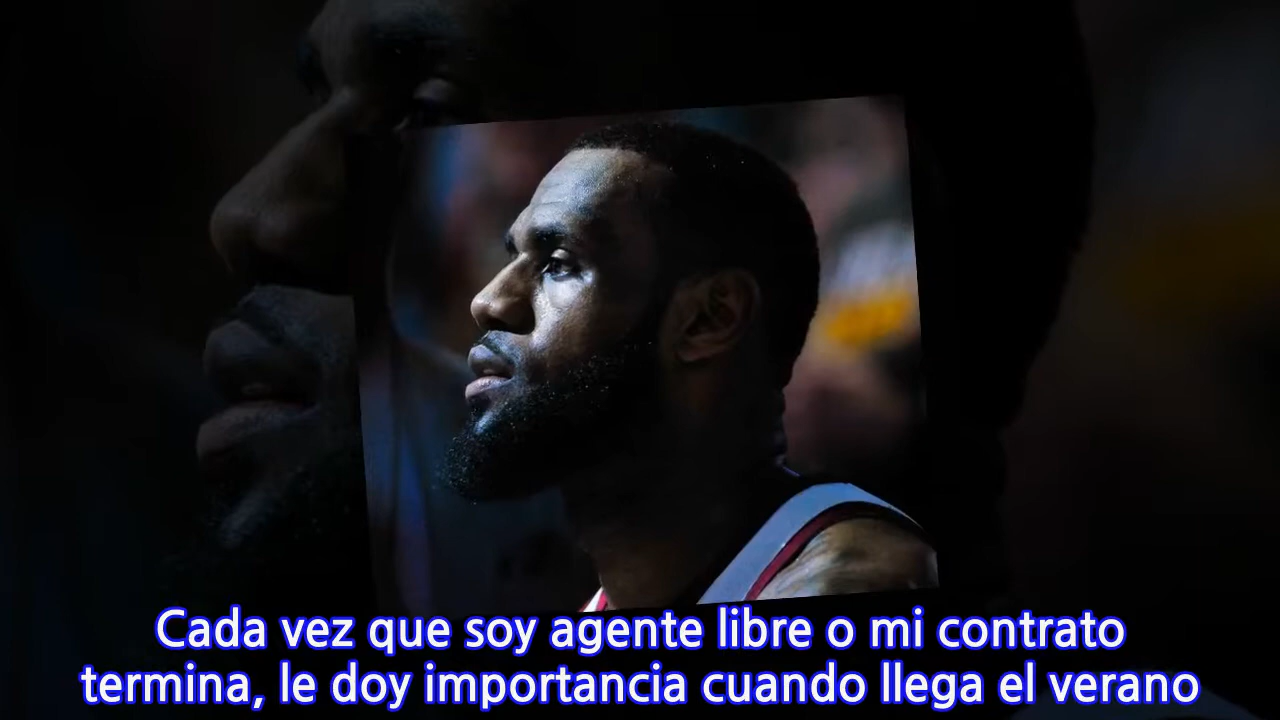 Cada vez que soy agente libre o mi contrato
termina, le doy importancia cuando llega el verano